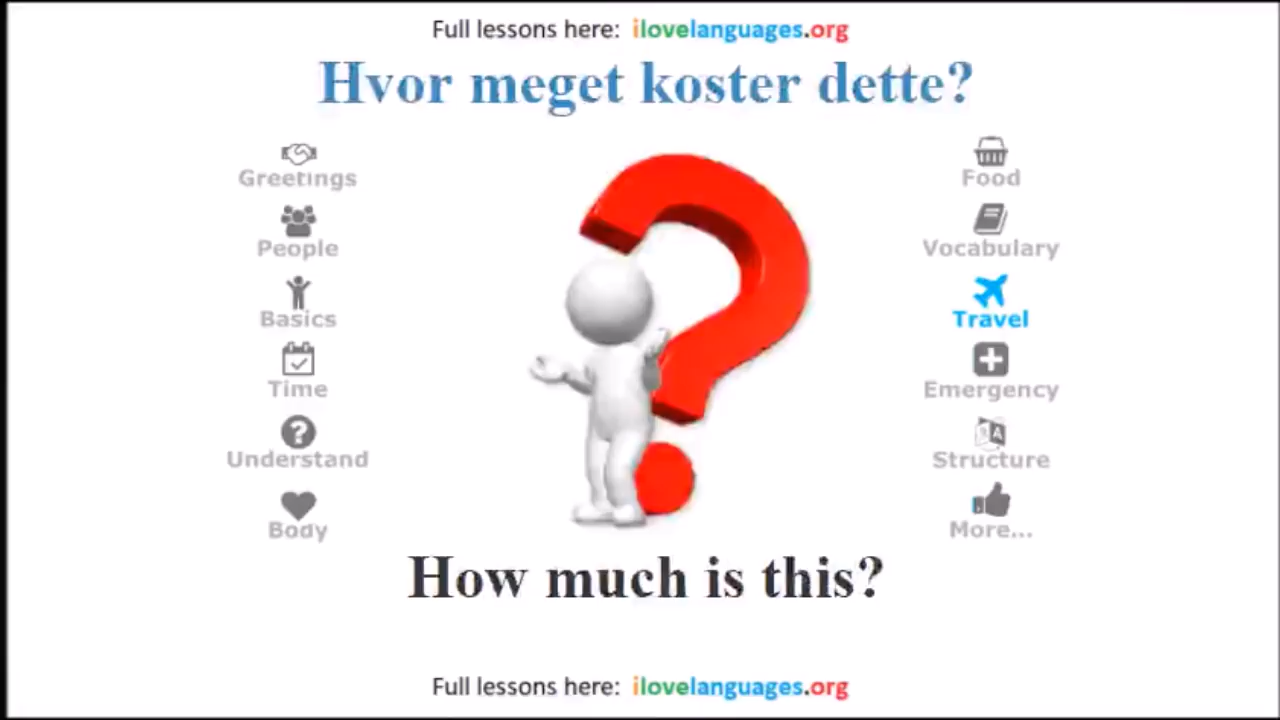 Full lessons here: ilovelanguages.org
Hvor meget koster dette?
Greetings
People
Basics
Time
Understand
Body
Food
Vocabulary
Travel
Emergency
Structure
More...
How much is this?
Full lessons here: ilovelanguages.org